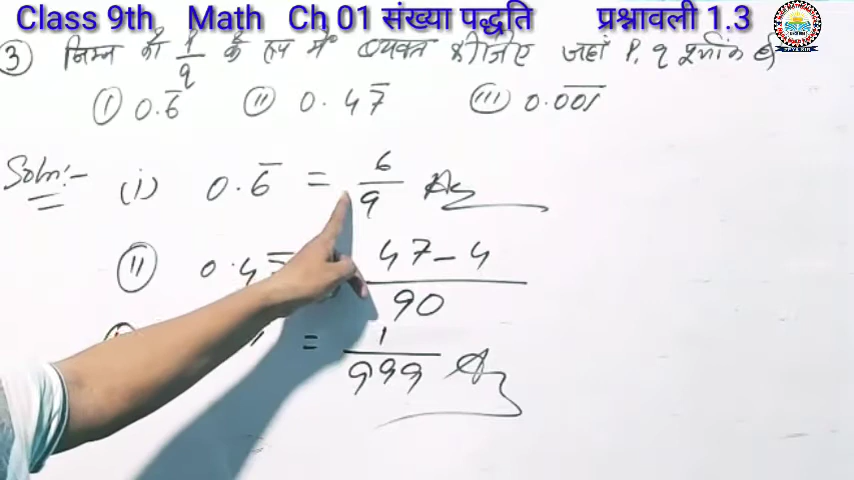 Class 9th Math Ch 01 संख्या पद्धति प्रश्नावली 1.3
③ निम्न को p/q के रूप में व्यक्त कीजिए जहाँ P, q पूर्णांक है
(i) 0.6̅ (ii) 0.47̅ (iii) 0.0̅0̅1̅
Soln:-
(i) 0.6̅ = 6/9 Ans
(ii) 0.4 47-4/90
= 1/999 Ans